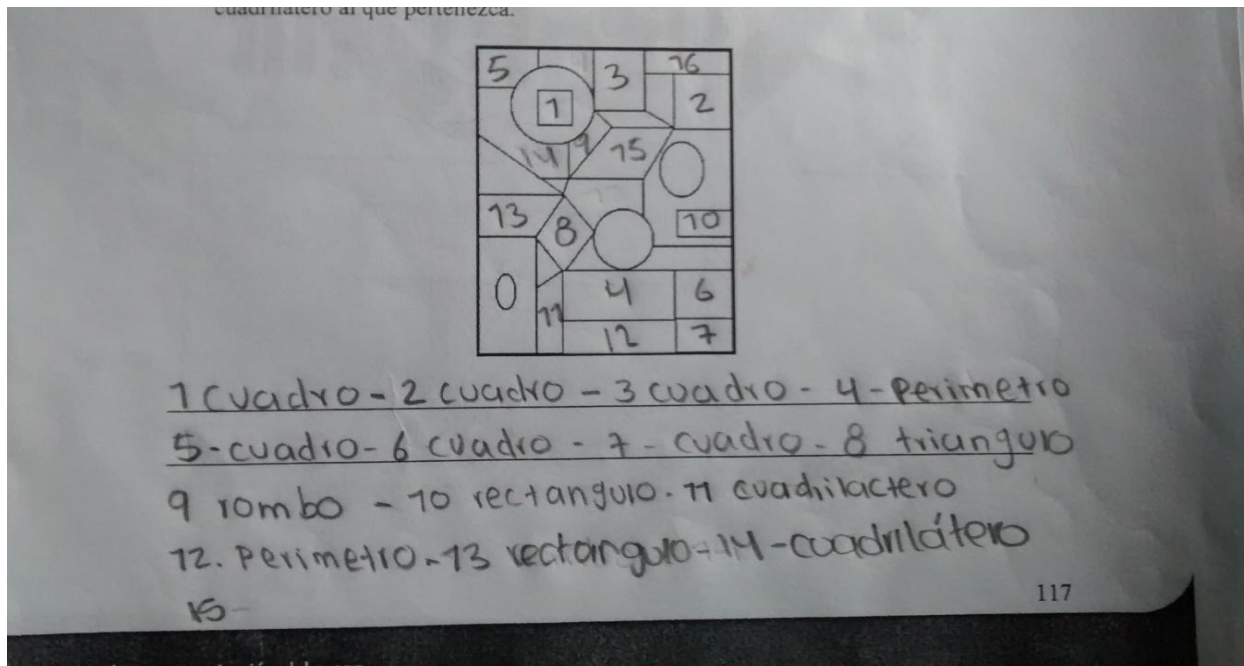 cuadrilátero al que pertenezca.
5 3 16
1 2
14 9 15
13 8 10
4 6
11 12 7
1 cuadro - 2 cuadro - 3 cuadro - 4 - Perimetro
5 - cuadro - 6 cuadro - 7 - cuadro - 8 triangulo
9 rombo - 10 rectangulo. 11 cuadrilactero
12. Perimetro - 13 rectangulo - 14 - cuadrilátero
15 -
117